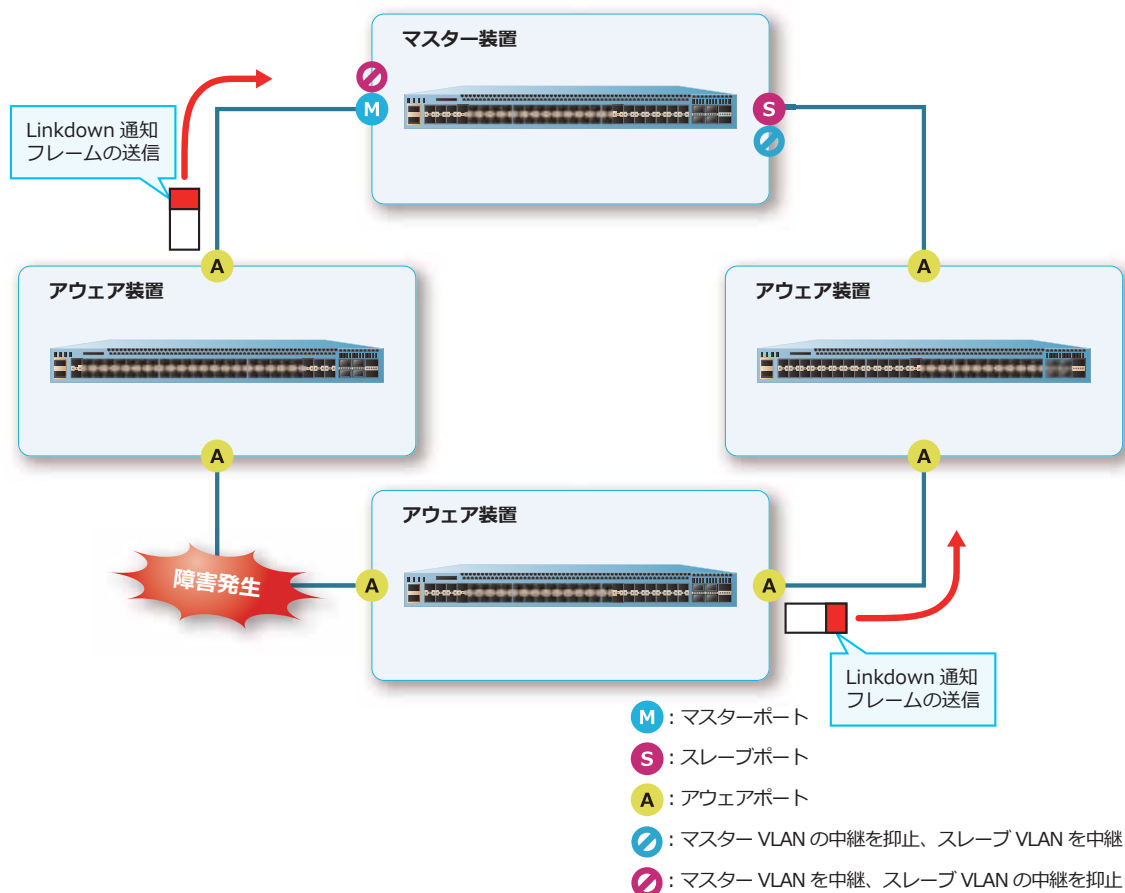 マスター装置
M
S
Linkdown 通知
フレームの送信
A
A
アウェア装置
アウェア装置
A
A
アウェア装置
障害発生
A
A
Linkdown 通知
フレームの送信
M : マスターポート
S : スレーブポート
A : アウェアポート
: マスター VLAN の中継を抑止、スレーブ VLAN を中継
: マスター VLAN を中継、スレーブ VLAN の中継を抑止